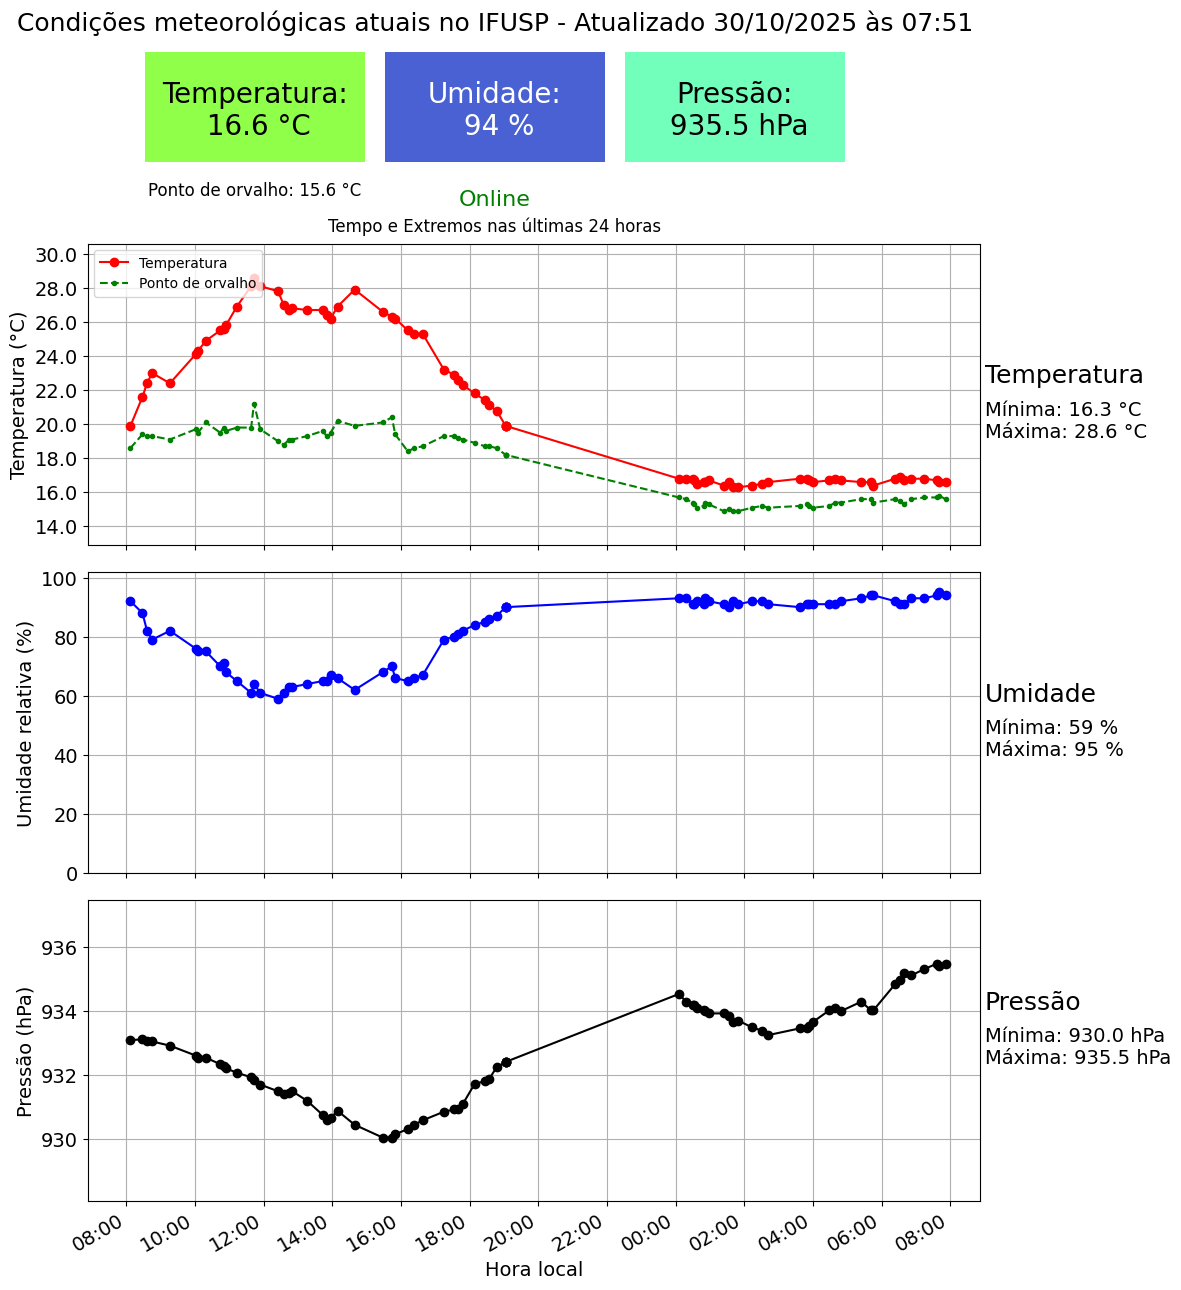 Condições meteorológicas atuais no IFUSP - Atualizado 30/10/2025 às 07:51
Temperatura:
16.6 °C
Umidade:
94 %
Pressão:
935.5 hPa
Ponto de orvalho: 15.6 °C
Online
Tempo e Extremos nas últimas 24 horas
Temperatura (°C)
30.0
28.0
26.0
24.0
22.0
20.0
18.0
16.0
14.0
Temperatura
Ponto de orvalho
Temperatura
Mínima: 16.3 °C
Máxima: 28.6 °C
Umidade relativa (%)
100
80
60
40
20
0
Umidade
Mínima: 59 %
Máxima: 95 %
Pressão (hPa)
936
934
932
930
Pressão
Mínima: 930.0 hPa
Máxima: 935.5 hPa
08:00
10:00
12:00
14:00
16:00
18:00
20:00
22:00
00:00
02:00
04:00
06:00
08:00
Hora local